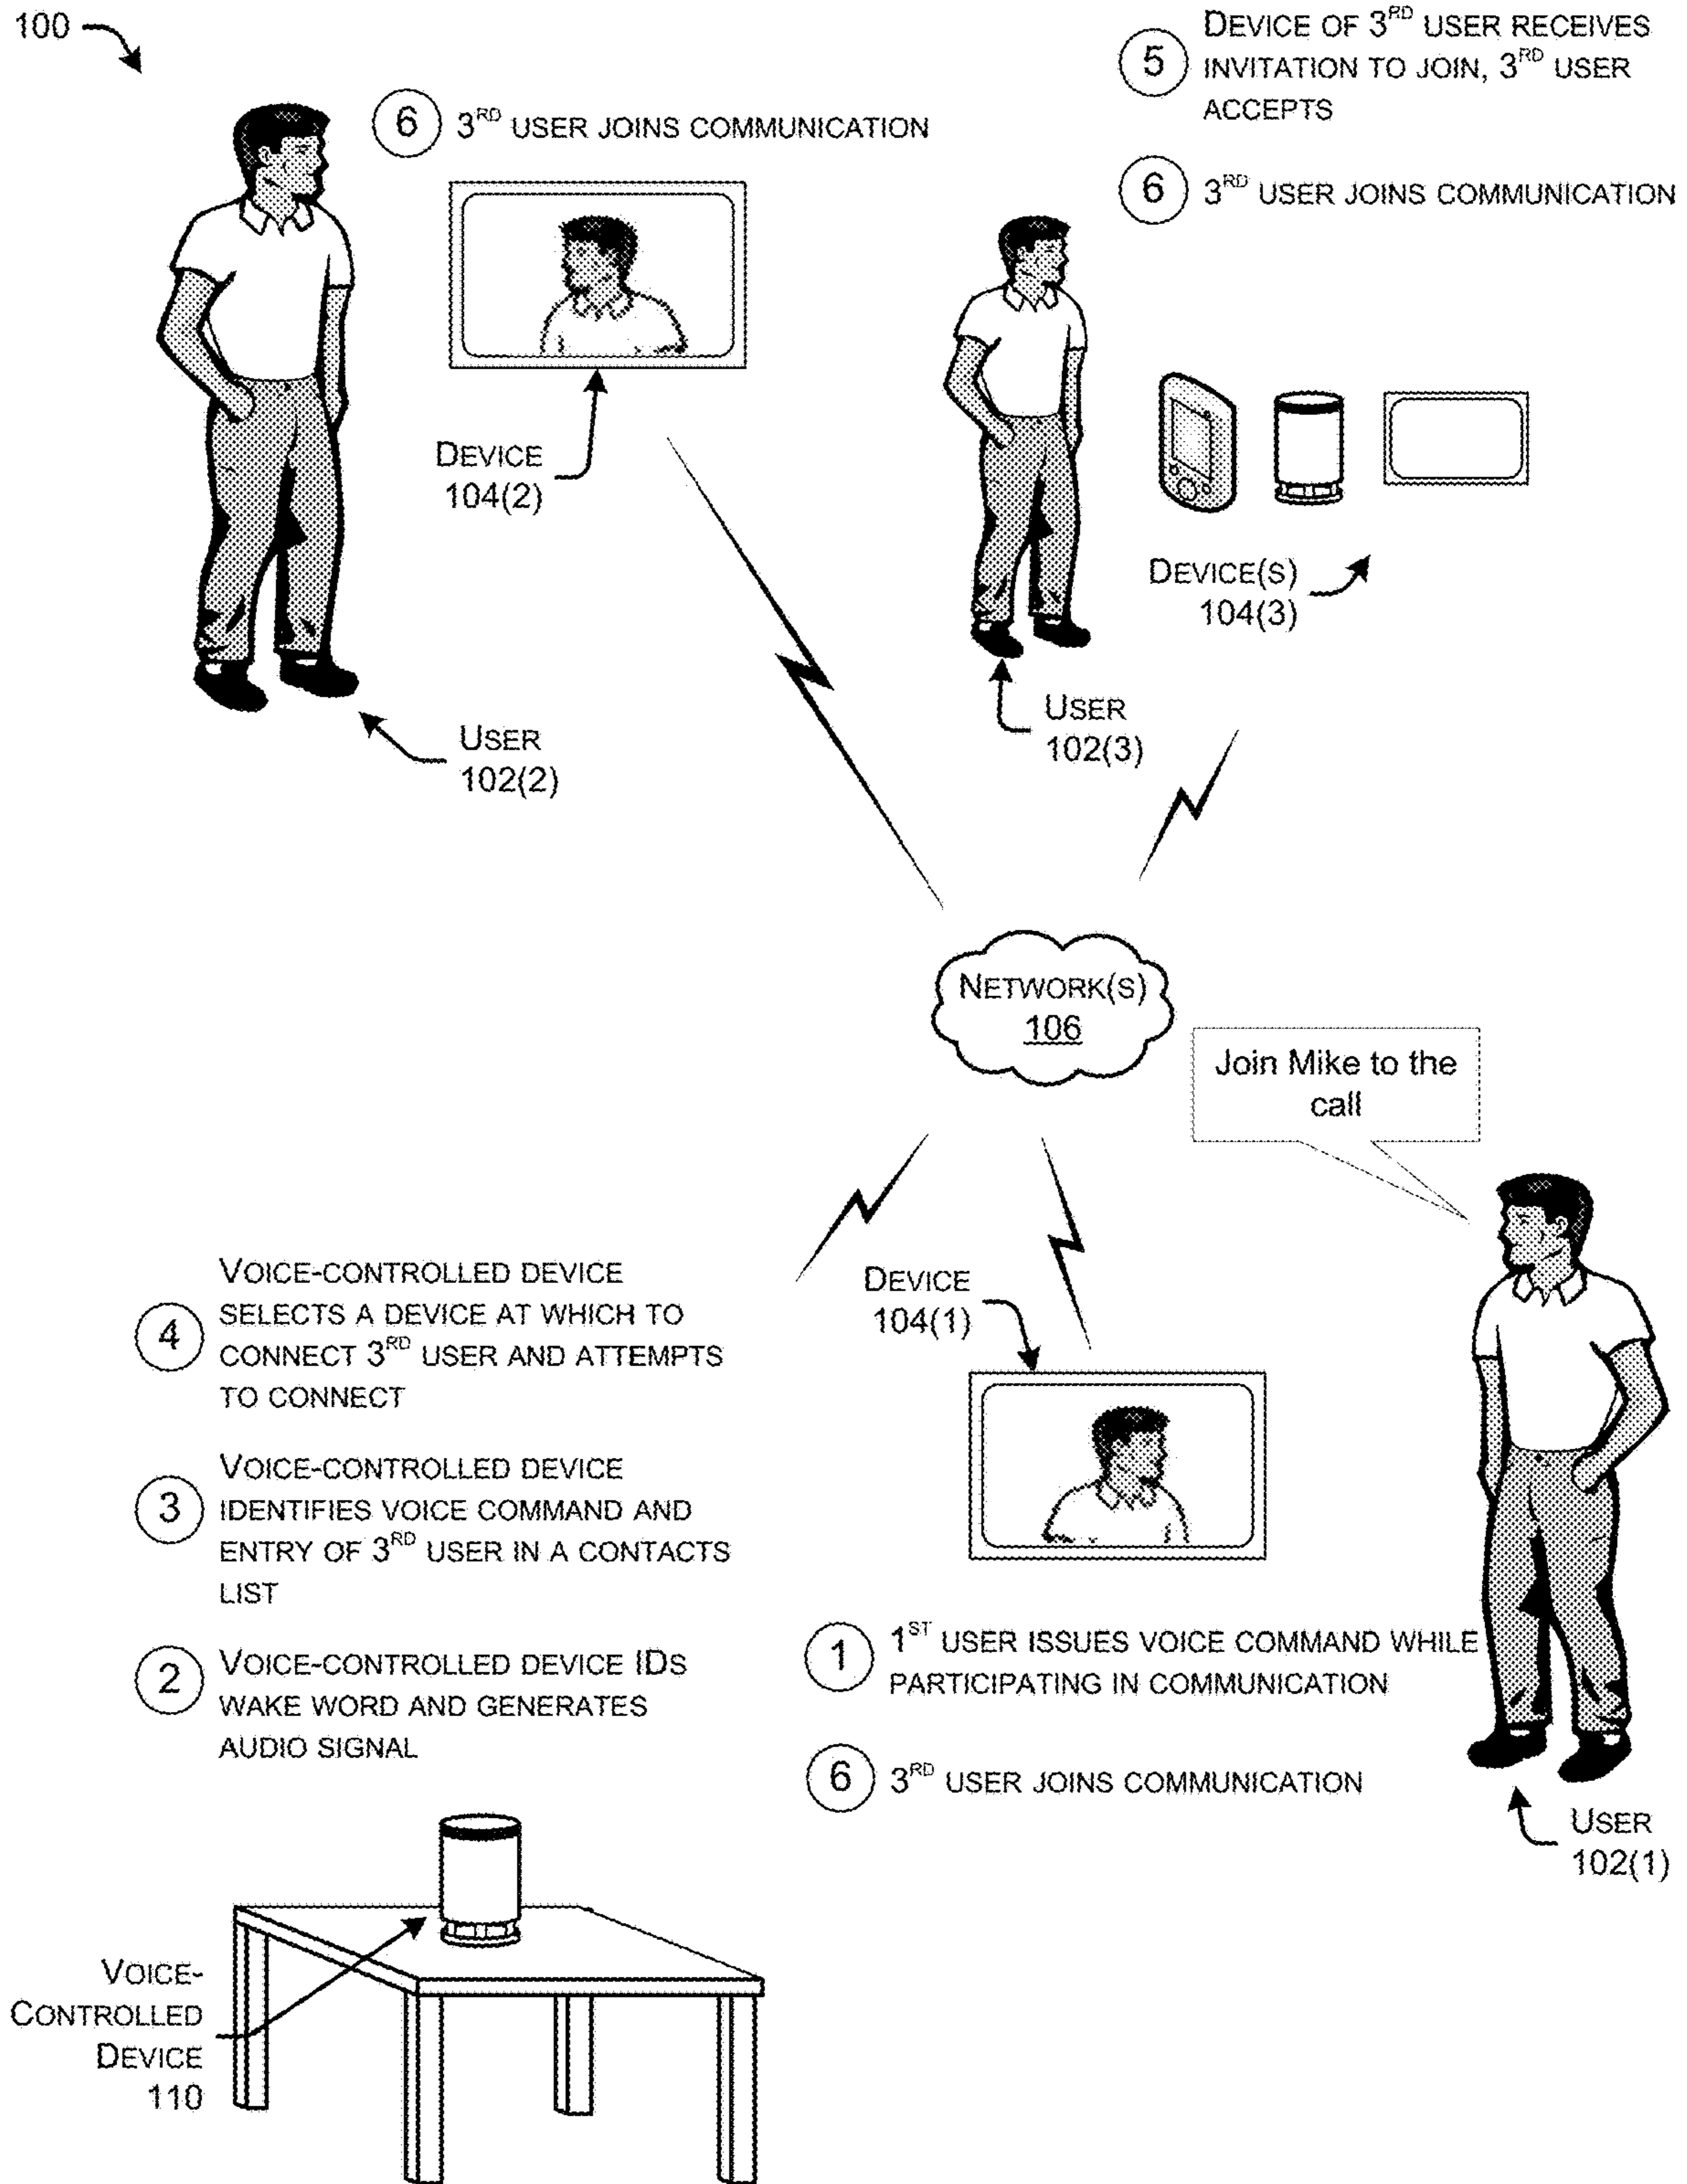 100
6 3RD USER JOINS COMMUNICATION
5 DEVICE OF 3RD USER RECEIVES
INVITATION TO JOIN, 3RD USER
ACCEPTS
6 3RD USER JOINS COMMUNICATION
DEVICE
104(2)
DEVICE(S)
104(3)
USER
102(2)
USER
102(3)
NETWORK(S)
106
Join Mike to the
call
4 VOICE-CONTROLLED DEVICE
SELECTS A DEVICE AT WHICH TO
CONNECT 3RD USER AND ATTEMPTS
TO CONNECT
3 VOICE-CONTROLLED DEVICE
IDENTIFIES VOICE COMMAND AND
ENTRY OF 3RD USER IN A CONTACTS
LIST
2 VOICE-CONTROLLED DEVICE IDS
WAKE WORD AND GENERATES
AUDIO SIGNAL
DEVICE
104(1)
1 1ST USER ISSUES VOICE COMMAND WHILE
PARTICIPATING IN COMMUNICATION
6 3RD USER JOINS COMMUNICATION
USER
102(1)
VOICE-
CONTROLLED
DEVICE
110